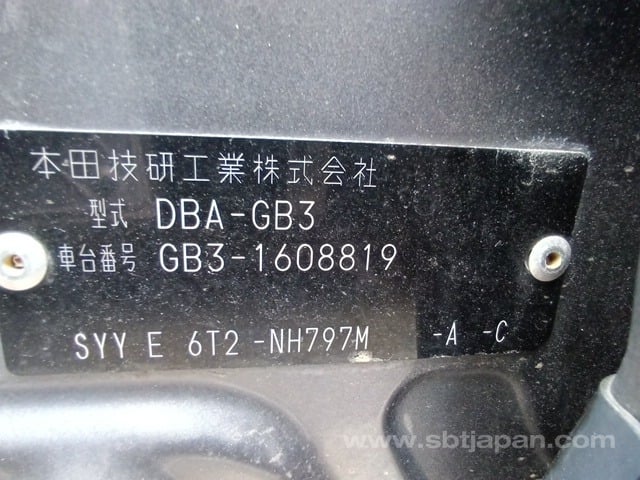 本田技研工業株式会社
型式 DBA-GB3
車台番号 GB3-1608819
SYY E 6T2 -NH797M -A -C
www.sbtjapan.com